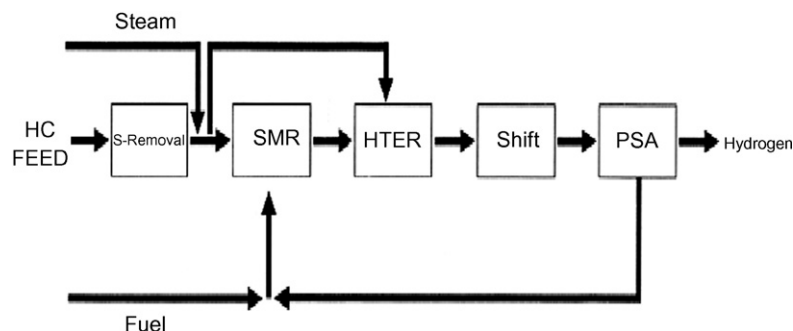 Steam
HC
FEED
S-Removal
SMR
HTER
Shift
PSA
Hydrogen
Fuel